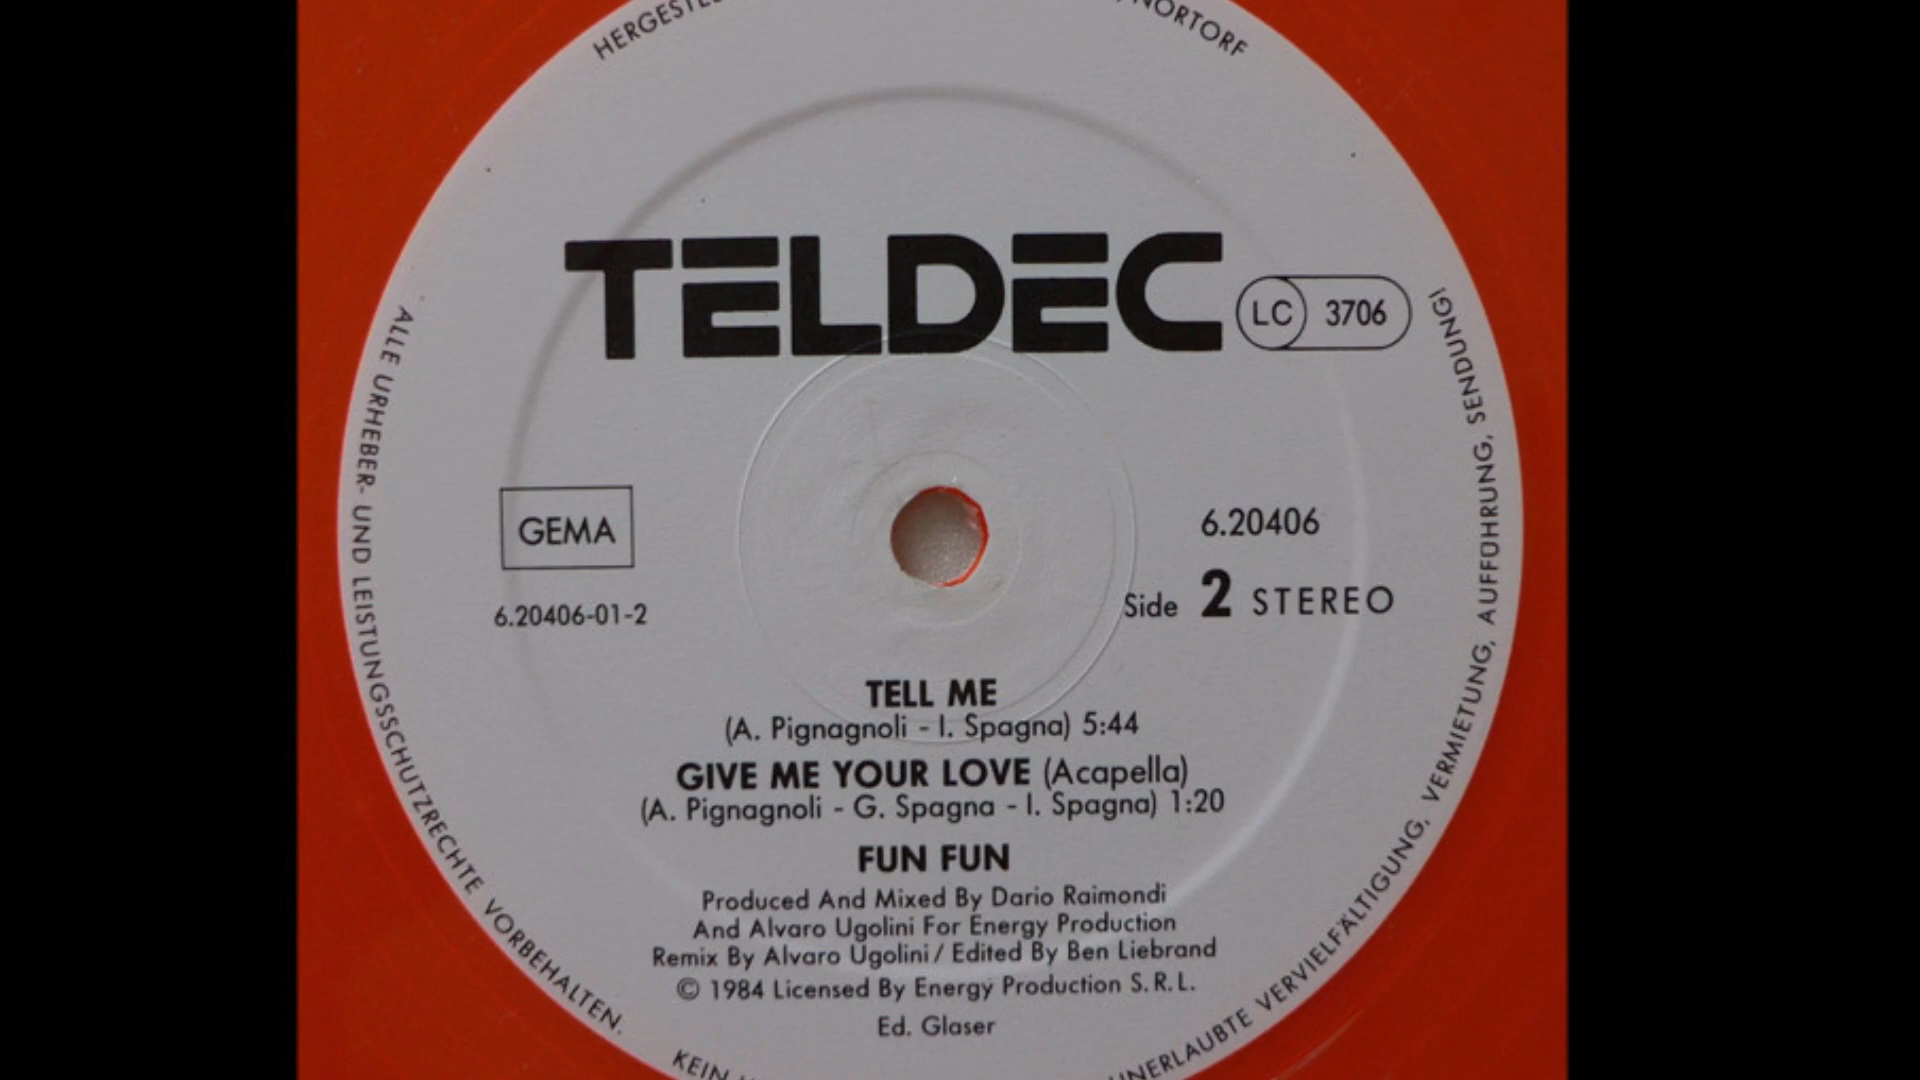 NORTORF
TELDEC
LC 3706
ALLE URHEBER- UND LEISTUNGSSCHUTZRECHTE VORBEHALTEN.
GEMA
6.20406
6.20406-01-2
Side 2 STEREO
TELL ME
(A. Pignagnoli - I. Spagna) 5:44
GIVE ME YOUR LOVE (Acapella)
(A. Pignagnoli - G. Spagna - I. Spagna) 1:20
FUN FUN
Produced And Mixed By Dario Raimondi
And Alvaro Ugolini For Energy Production
Remix By Alvaro Ugolini / Edited By Ben Liebrand
© 1984 Licensed By Energy Production S.R.L.
Ed. Glaser
KEIN
UNERLAUBTE VERVIELFÄLTIGUNG, VERMIETUNG, AUFFÜHRUNG, SENDUNG!